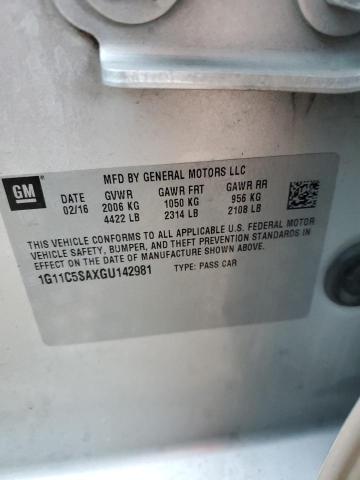 GM
MFD BY GENERAL MOTORS LLC
DATE GVWR GAWR FRT GAWR RR
02/16 2006 KG 1050 KG 956 KG
4422 LB 2314 LB 2108 LB
THIS VEHICLE CONFORMS TO ALL APPLICABLE U.S. FEDERAL MOTOR
VEHICLE SAFETY, BUMPER, AND THEFT PREVENTION STANDARDS IN
EFFECT ON THE DATE OF MANUFACTURE SHOWN ABOVE.
1G11C5SAXGU142981 TYPE: PASS CAR